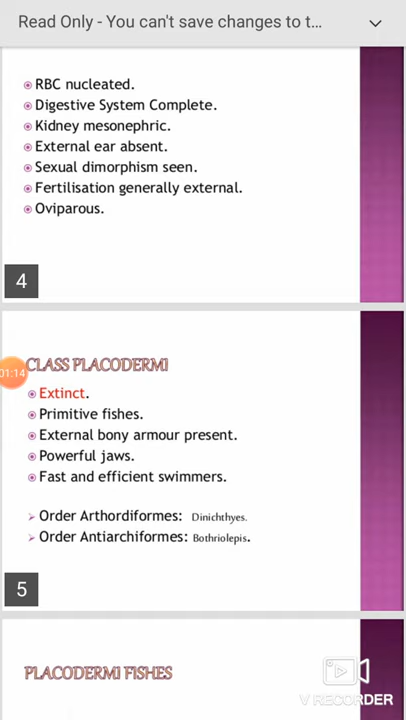 Read Only - You can't save changes to t...
RBC nucleated.
Digestive System Complete.
Kidney mesonephric.
External ear absent.
Sexual dimorphism seen.
Fertilisation generally external.
Oviparous.
4
CLASS PLACODERMI
01:14
Extinct.
Primitive fishes.
External bony armour present.
Powerful jaws.
Fast and efficient swimmers.
Order Arthordiformes: Dinichthyes.
Order Antiarchiformes: Bothriolepis.
5
PLACODERMI FISHES
V RECORDER